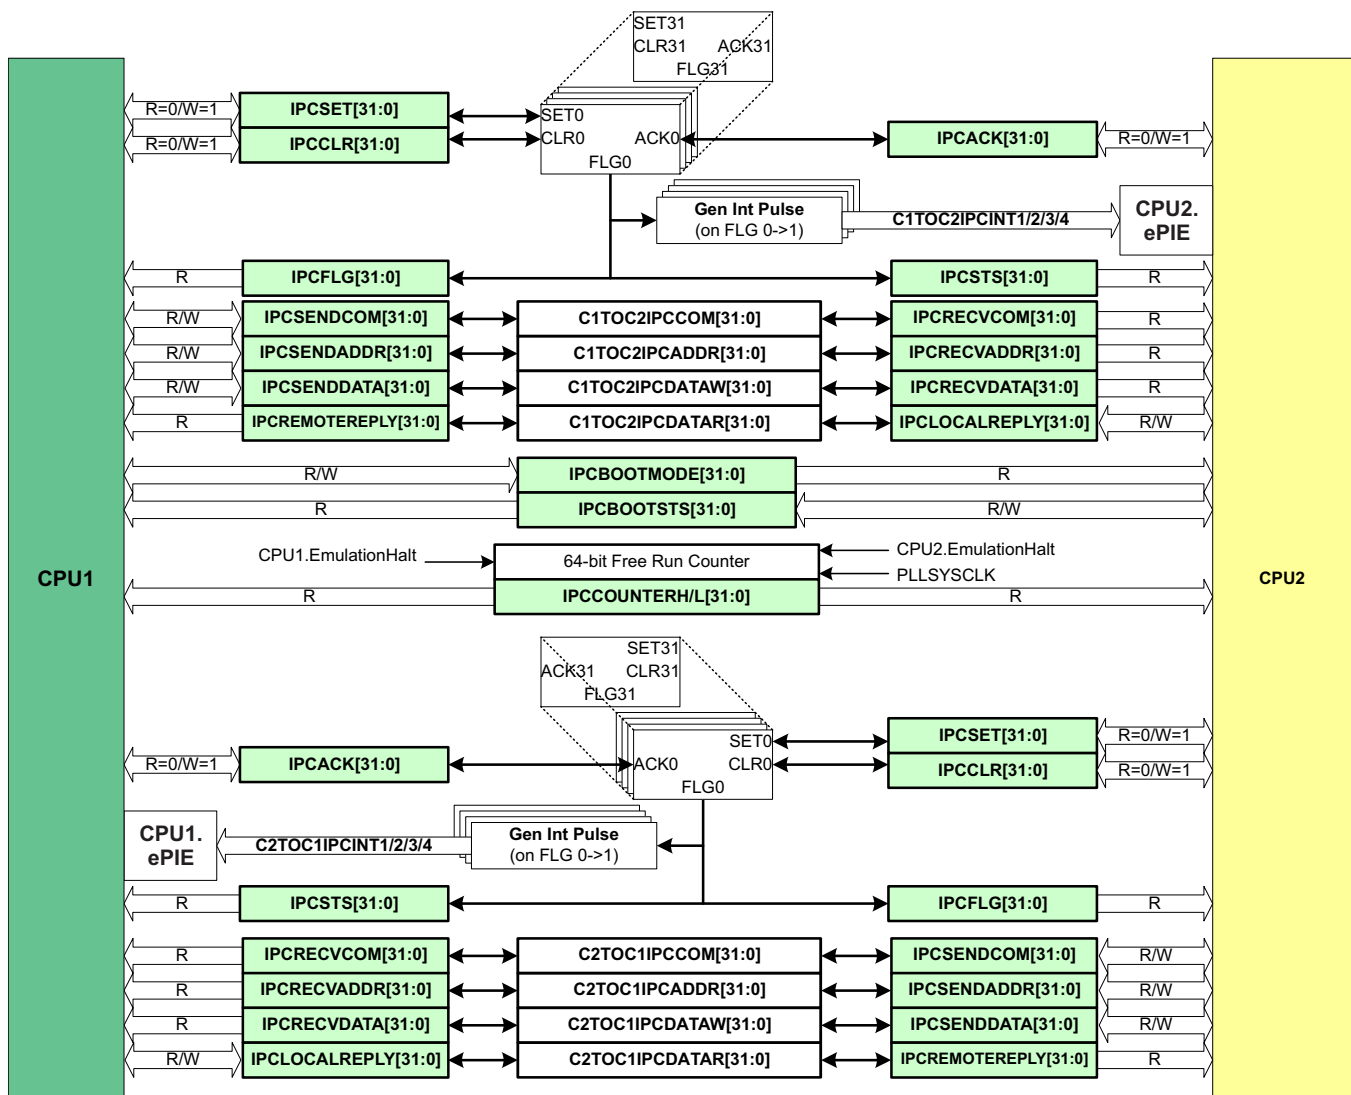 SET31
CLR31 ACK31
FLG31
R=0/W=1 IPCSET[31:0] SET0
R=0/W=1 IPCCLR[31:0] CLR0 ACK0 IPCACK[31:0] R=0/W=1
FLG0
Gen Int Pulse
(on FLG 0->1)
C1TOC2IPCINT1/2/3/4
CPU2.
ePIE
R IPCFLG[31:0] IPCSTS[31:0] R
R/W IPCSENDCOM[31:0] C1TOC2IPCCOM[31:0] IPCRECVCOM[31:0] R
R/W IPCSENDADDR[31:0] C1TOC2IPCADDR[31:0] IPCRECVADDR[31:0] R
R/W IPCSENDDATA[31:0] C1TOC2IPCDATAW[31:0] IPCRECVDATA[31:0] R
R IPCREMOTEREPLY[31:0] C1TOC2IPCDATAR[31:0] IPCLOCALREPLY[31:0] R/W
R/W IPCBOOTMODE[31:0] R
R IPCBOOTSTS[31:0] R/W
CPU1.EmulationHalt 64-bit Free Run Counter CPU2.EmulationHalt
PLLSYSCLK
CPU1
CPU2
R IPCCOUNTERH/L[31:0] R
SET31
ACK31 CLR31
FLG31
SET0 IPCSET[31:0] R=0/W=1
R=0/W=1 IPCACK[31:0] ACK0 CLR0 IPCCLR[31:0] R=0/W=1
FLG0
CPU1.
ePIE
C2TOC1IPCINT1/2/3/4
Gen Int Pulse
(on FLG 0->1)
R IPCSTS[31:0] IPCFLG[31:0] R
R IPCRECVCOM[31:0] C2TOC1IPCCOM[31:0] IPCSENDCOM[31:0] R/W
R IPCRECVADDR[31:0] C2TOC1IPCADDR[31:0] IPCSENDADDR[31:0] R/W
R IPCRECVDATA[31:0] C2TOC1IPCDATAW[31:0] IPCSENDDATA[31:0] R/W
R/W IPCLOCALREPLY[31:0] C2TOC1IPCDATAR[31:0] IPCREMOTEREPLY[31:0] R